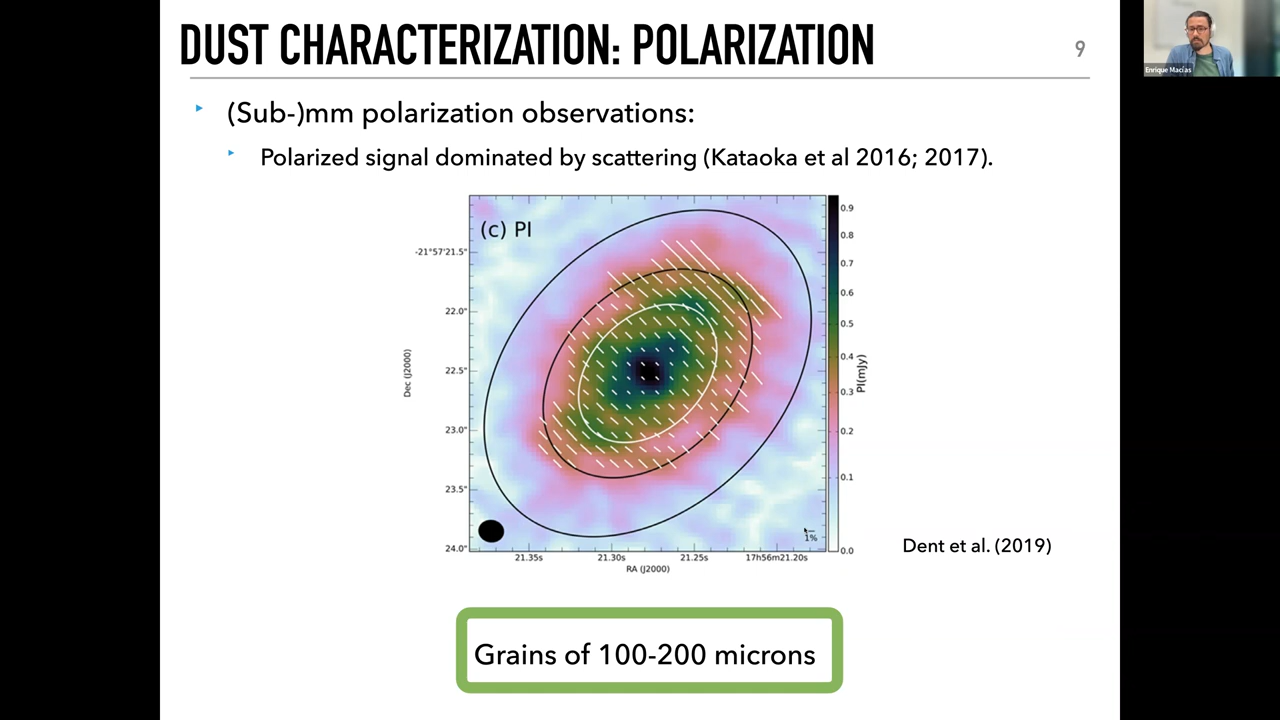 DUST CHARACTERIZATION: POLARIZATION
9
Enrique Macías
(Sub-)mm polarization observations:
Polarized signal dominated by scattering (Kataoka et al 2016; 2017).
(c) PI
-21°57'21.5"
22.0"
22.5"
23.0"
23.5"
24.0"
Dec (J2000)
21.35s
21.30s
21.25s
17h56m21.20s
RA (J2000)
1%
0.9
0.8
0.7
0.6
0.5
0.4
0.3
0.2
0.1
0.0
PI(mJy)
Dent et al. (2019)
Grains of 100-200 microns